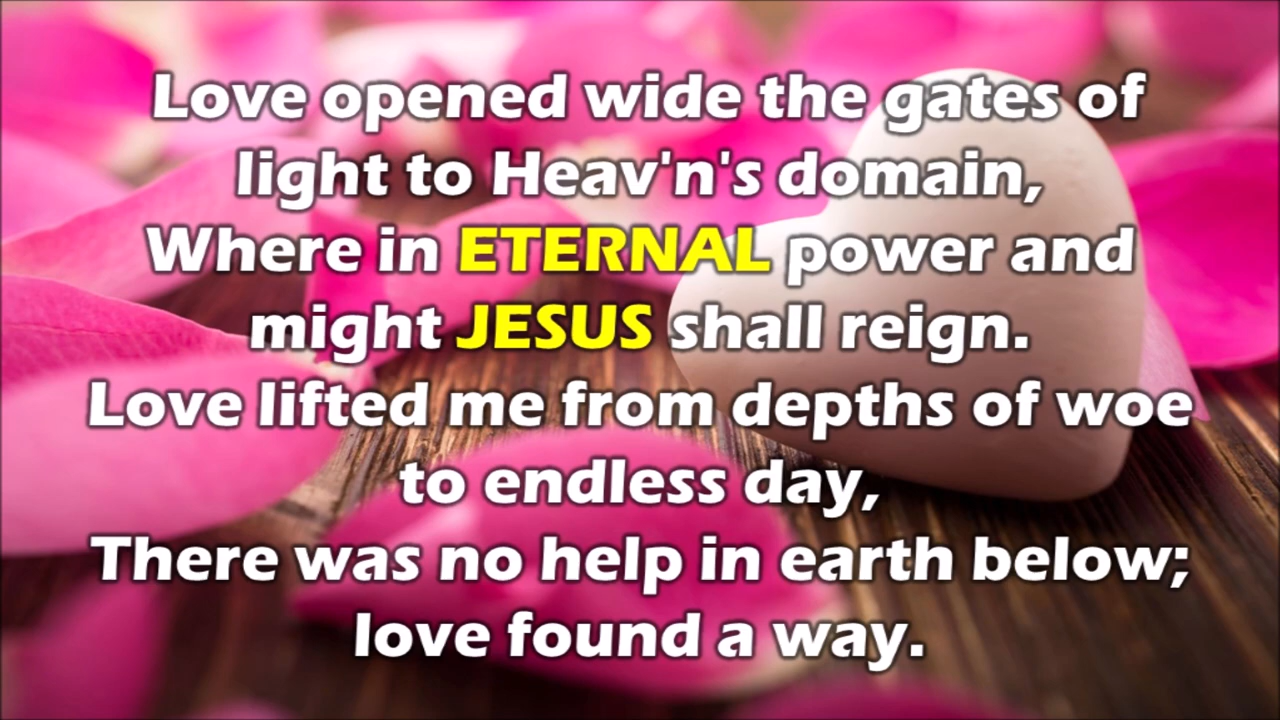 Love opened wide the gates of
light to Heav'n's domain,
Where in ETERNAL power and
might JESUS shall reign.
Love lifted me from depths of woe
to endless day,
There was no help in earth below;
love found a way.